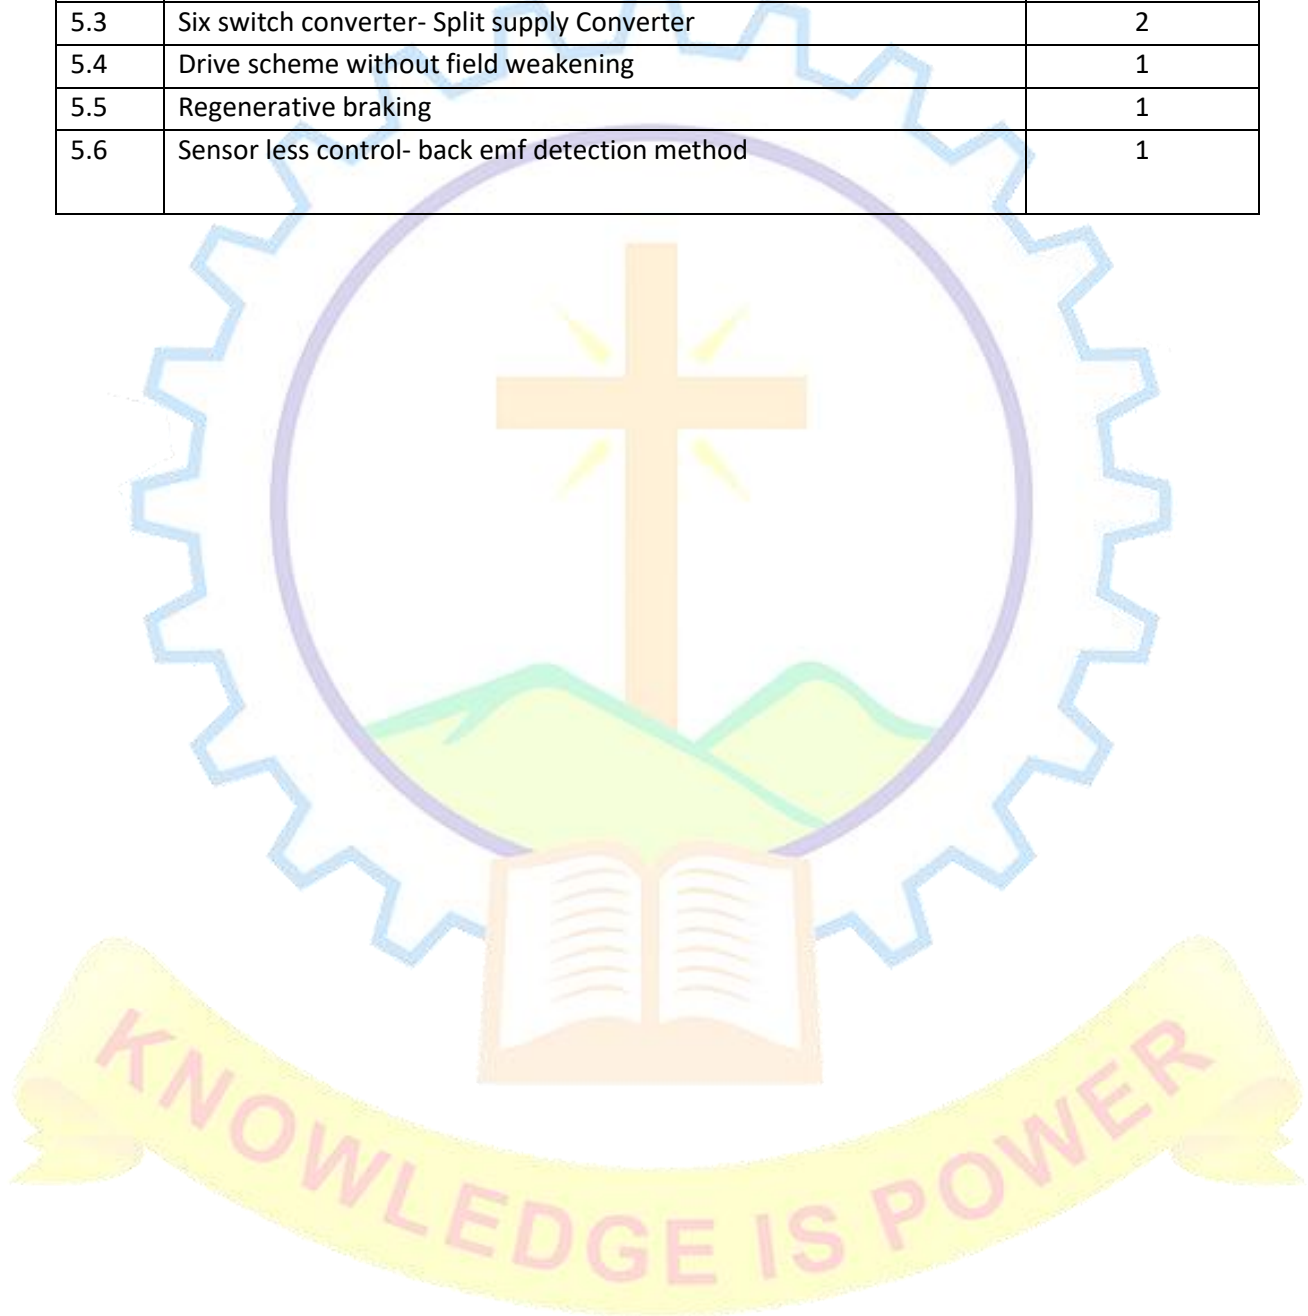 5.3 Six switch converter- Split supply Converter 2
5.4 Drive scheme without field weakening 1
5.5 Regenerative braking 1
5.6 Sensor less control- back emf detection method 1
KNOWLEDGE IS POWER